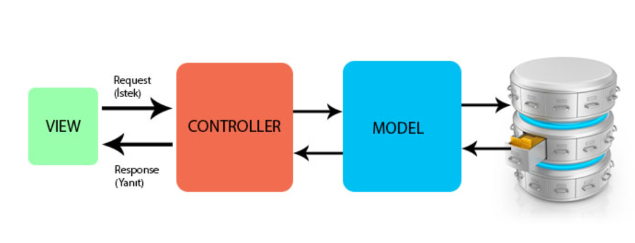 Request
(İstek)
VIEW
CONTROLLER
MODEL
Response
(Yanıt)